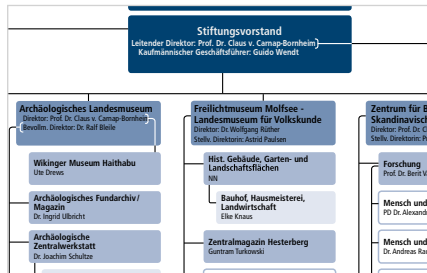 Stiftungsvorstand
Leitender Direktor: Prof. Dr. Claus v. Carnap-Bornheim
Kaufmännischer Geschäftsführer: Guido Wendt
Archäologisches Landesmuseum
Direktor: Prof. Dr. Claus v. Carnap-Bornheim
Bevollm. Direktor: Dr. Ralf Bleile
Wikinger Museum Haithabu
Ute Drews
Archäologisches Fundarchiv/
Magazin
Dr. Ingrid Ulbricht
Archäologische
Zentralwerkstatt
Dr. Joachim Schultze
Freilichtmuseum Molfsee -
Landesmuseum für Volkskunde
Direktor: Dr. Wolfgang Rüther
Stellv. Direktorin: Astrid Paulsen
Hist. Gebäude, Garten- und
Landschaftsflächen
NN
Bauhof, Hausmeisterei,
Landwirtschaft
Elke Knaus
Zentralmagazin Hesterberg
Guntram Turkowski
Zentrum für
Direktor: Prof. Dr.
Stellv. Direktorin:
Forschung
Prof. Dr. Berit
Mensch und
PD Dr.
Mensch und
Dr. Andreas